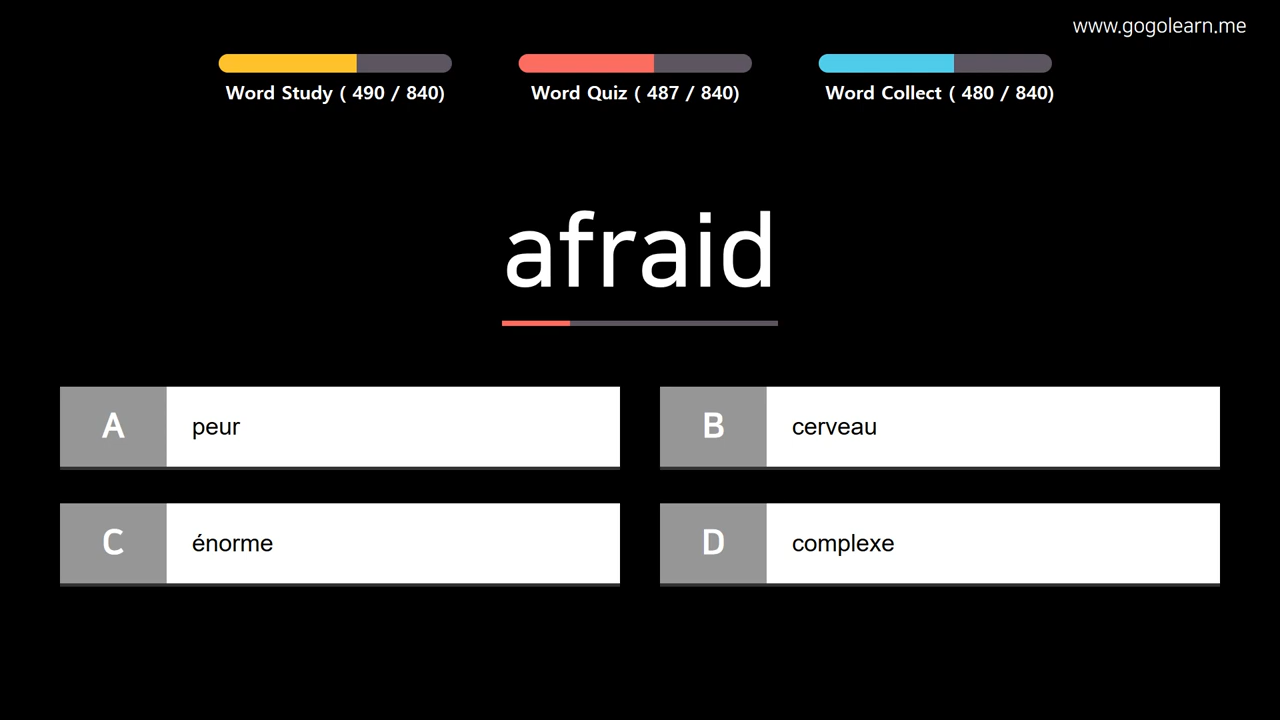 www.gogolearn.me
Word Study ( 490 / 840)
Word Quiz ( 487 / 840)
Word Collect ( 480 / 840)
afraid
A peur
B cerveau
C énorme
D complexe